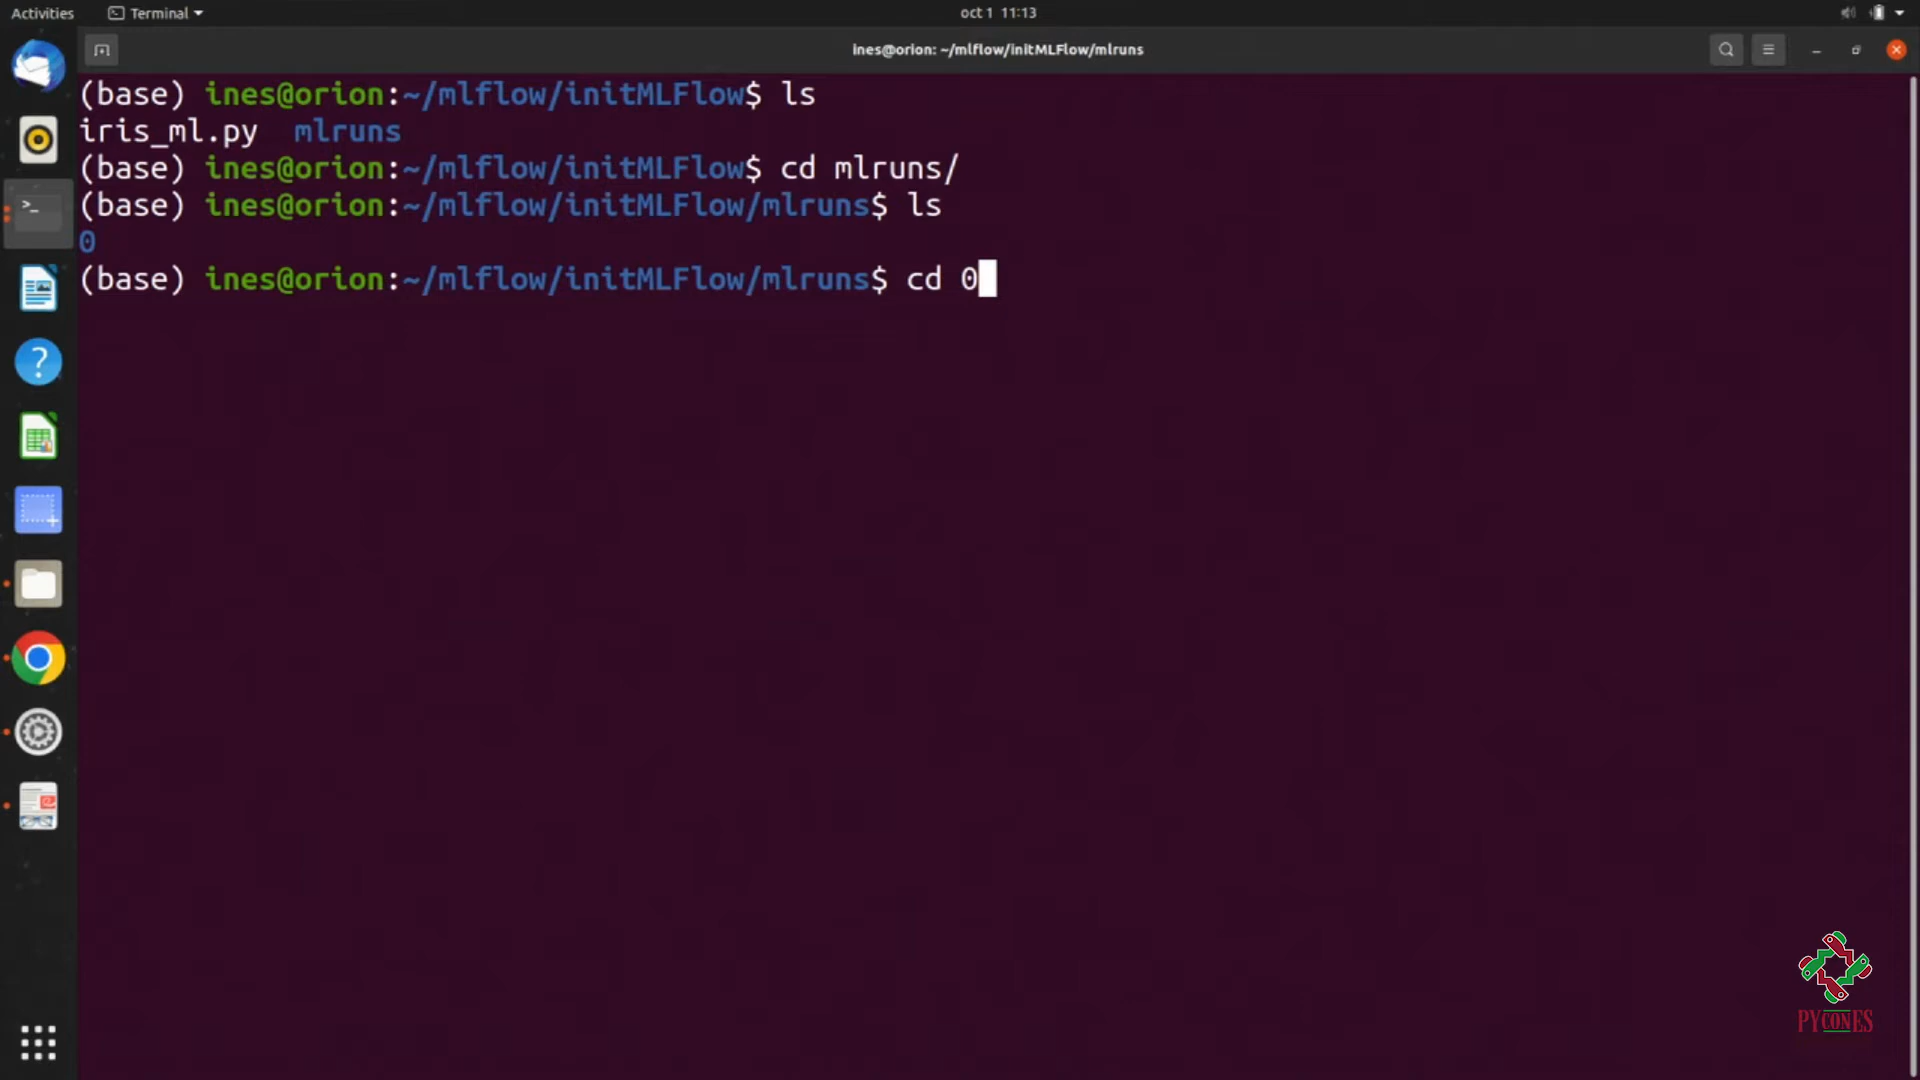 Activities
Terminal
oct 1 11:13
ines@orion: ~/mlflow/initMLFlow/mlruns
(base) ines@orion:~/mlflow/initMLFlow$ ls
iris_ml.py mlruns
(base) ines@orion:~/mlflow/initMLFlow$ cd mlruns/
(base) ines@orion:~/mlflow/initMLFlow/mlruns$ ls
0
(base) ines@orion:~/mlflow/initMLFlow/mlruns$ cd 0
PYCONES